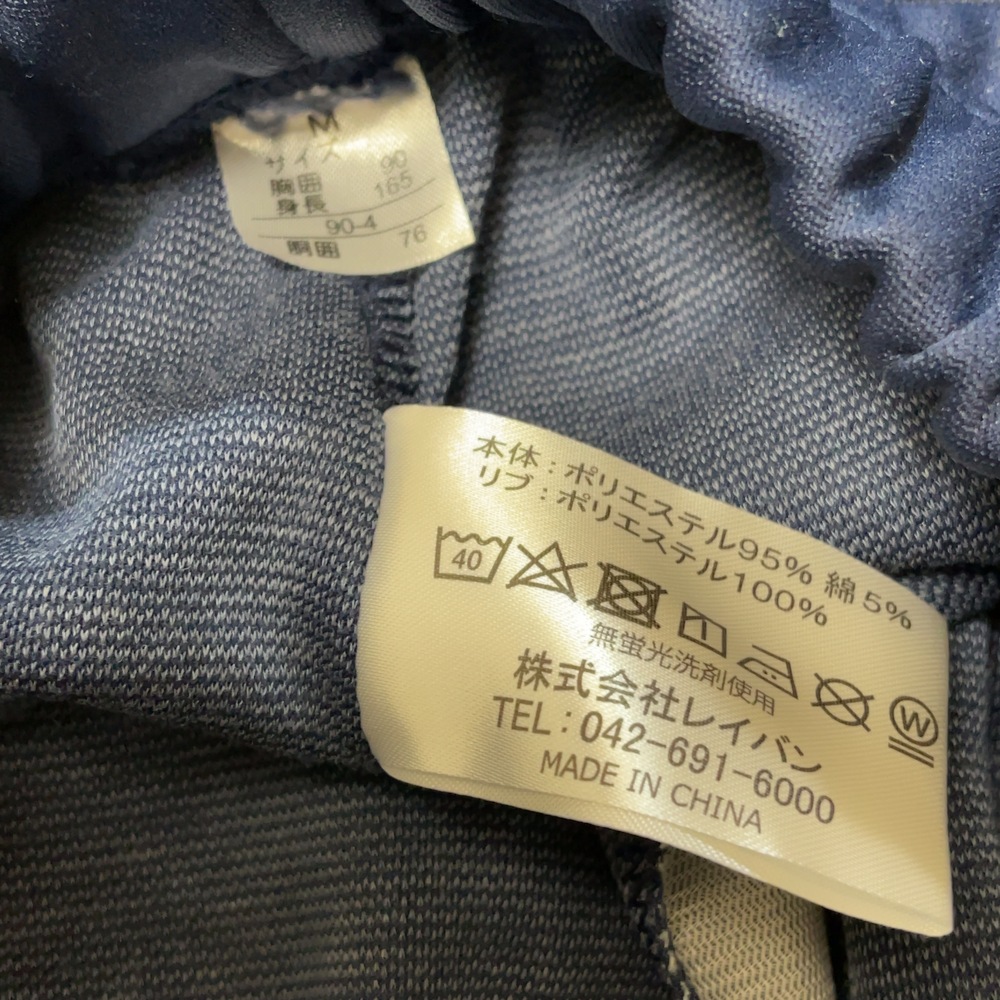 M
サイズ
胸囲 90
身長 165
90-4
胴囲 76
本体：ポリエステル95% 綿5%
リブ：ポリエステル100%
40
W
無蛍光洗剤使用
株式会社レイバン
TEL：042-691-6000
MADE IN CHINA